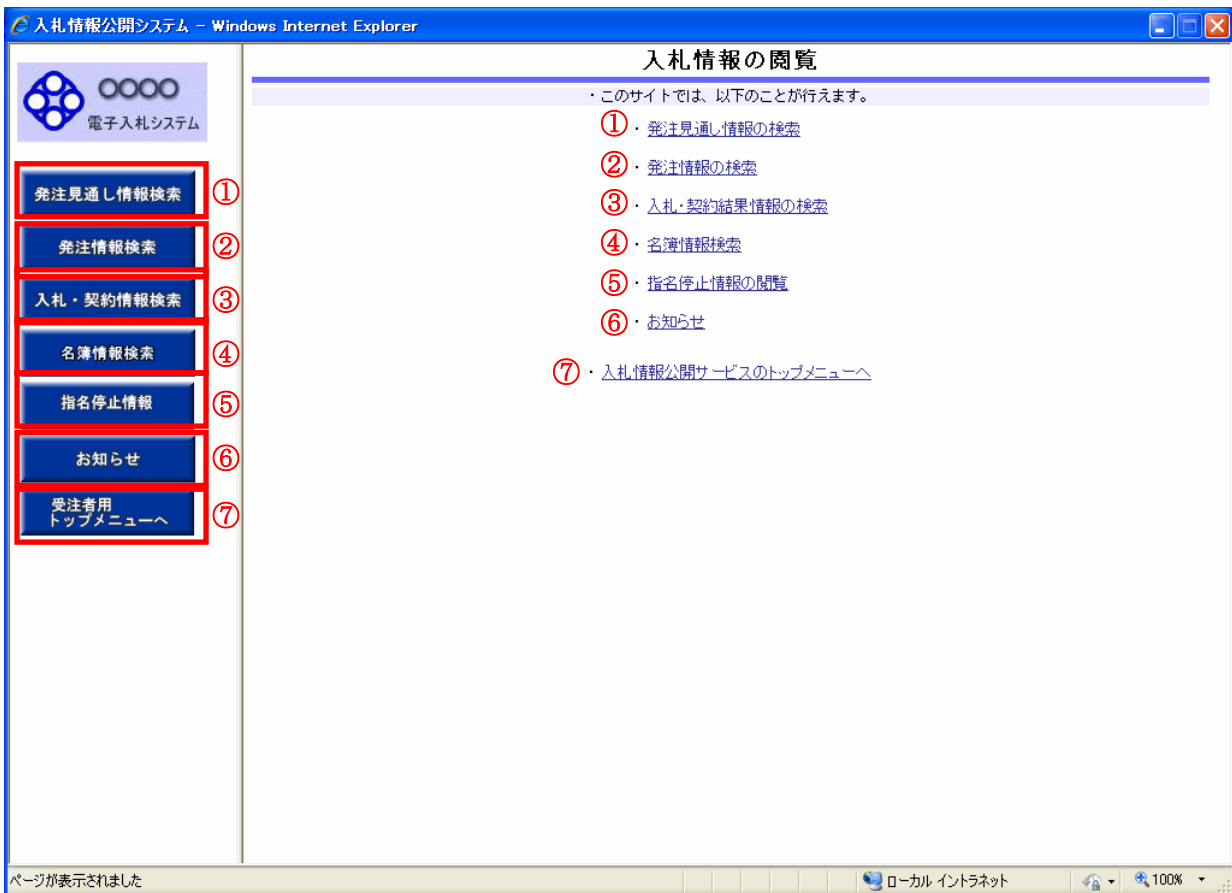 入札情報公開システム - Windows Internet Explorer
〇〇〇〇
電子入札システム
発注見通し情報検索 ①
発注情報検索 ②
入札・契約情報検索 ③
名簿情報検索 ④
指名停止情報 ⑤
お知らせ ⑥
受注者用
トップメニューへ ⑦
入札情報の閲覧
・このサイトでは、以下のことが行えます。
①・発注見通し情報の検索
②・発注情報の検索
③・入札・契約結果情報の検索
④・名簿情報検索
⑤・指名停止情報の閲覧
⑥・お知らせ
⑦・入札情報公開サービスのトップメニューへ
ページが表示されました
ローカル イントラネット
100%